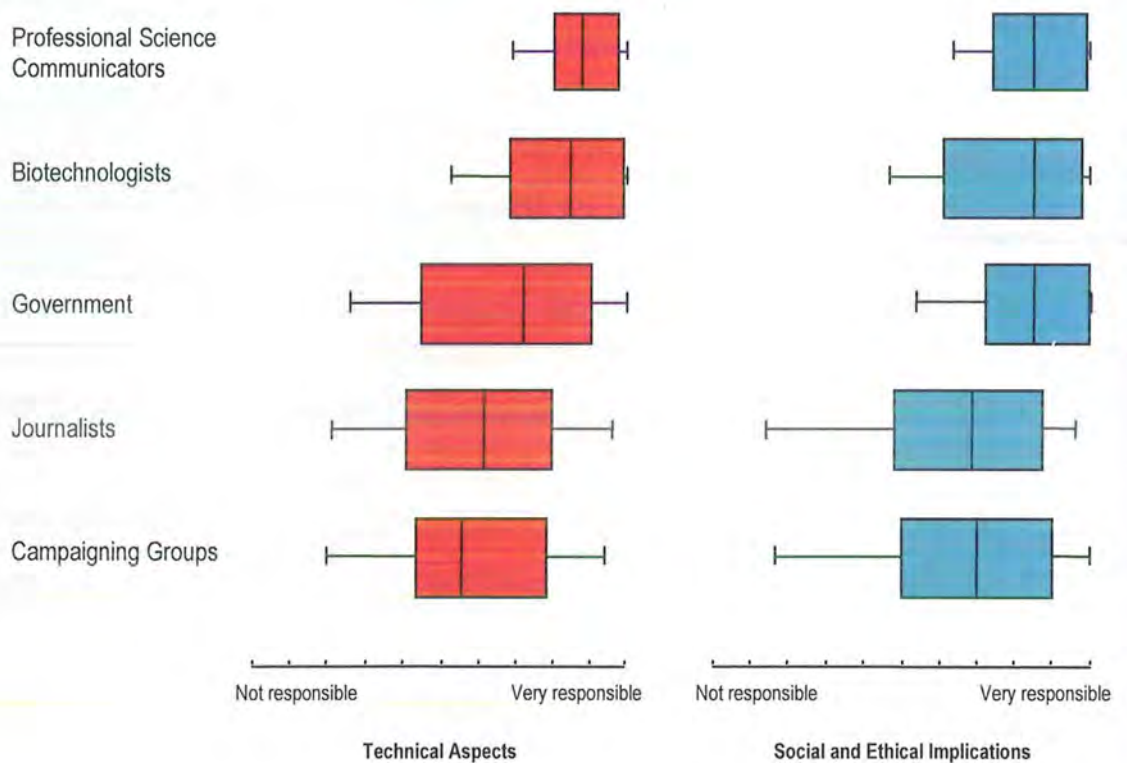 Professional Science
Communicators
Biotechnologists
Government
Journalists
Campaigning Groups
Not responsible
Very responsible
Not responsible
Very responsible
Technical Aspects
Social and Ethical Implications